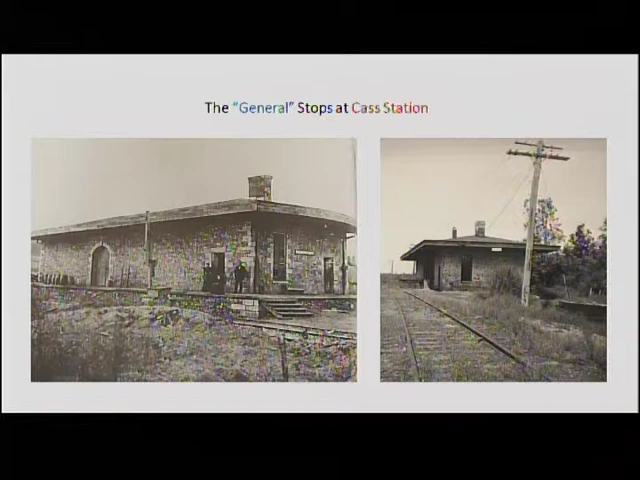 The “General” Stops at Cass Station